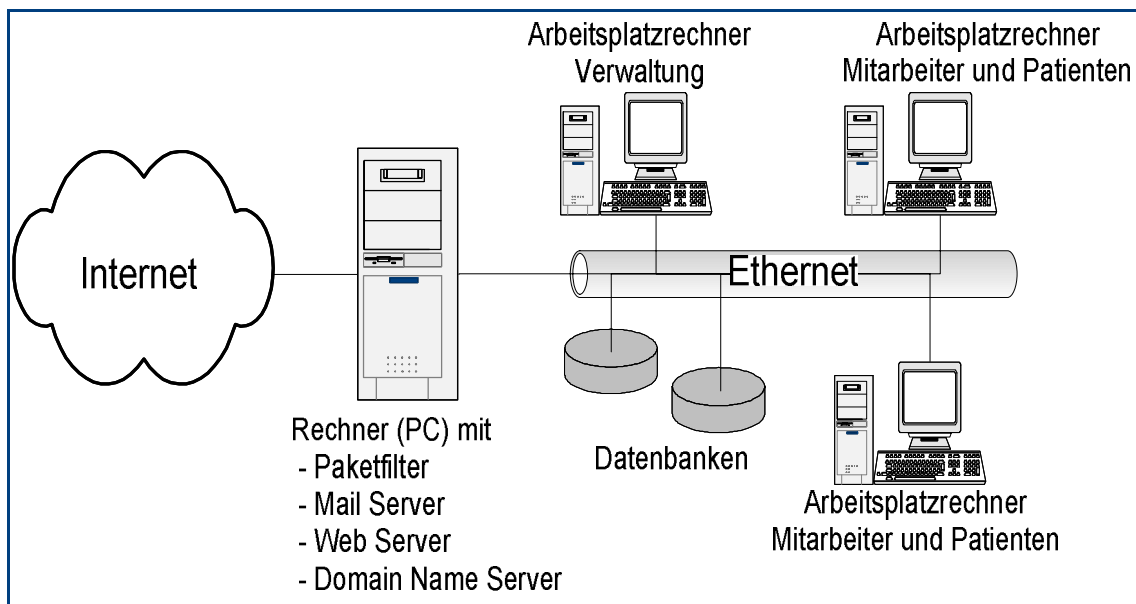 Arbeitsplatzrechner
Verwaltung
Arbeitsplatzrechner
Mitarbeiter und Patienten
Internet
Ethernet
Rechner (PC) mit
- Paketfilter
- Mail Server
- Web Server
- Domain Name Server
Datenbanken
Arbeitsplatzrechner
Mitarbeiter und Patienten